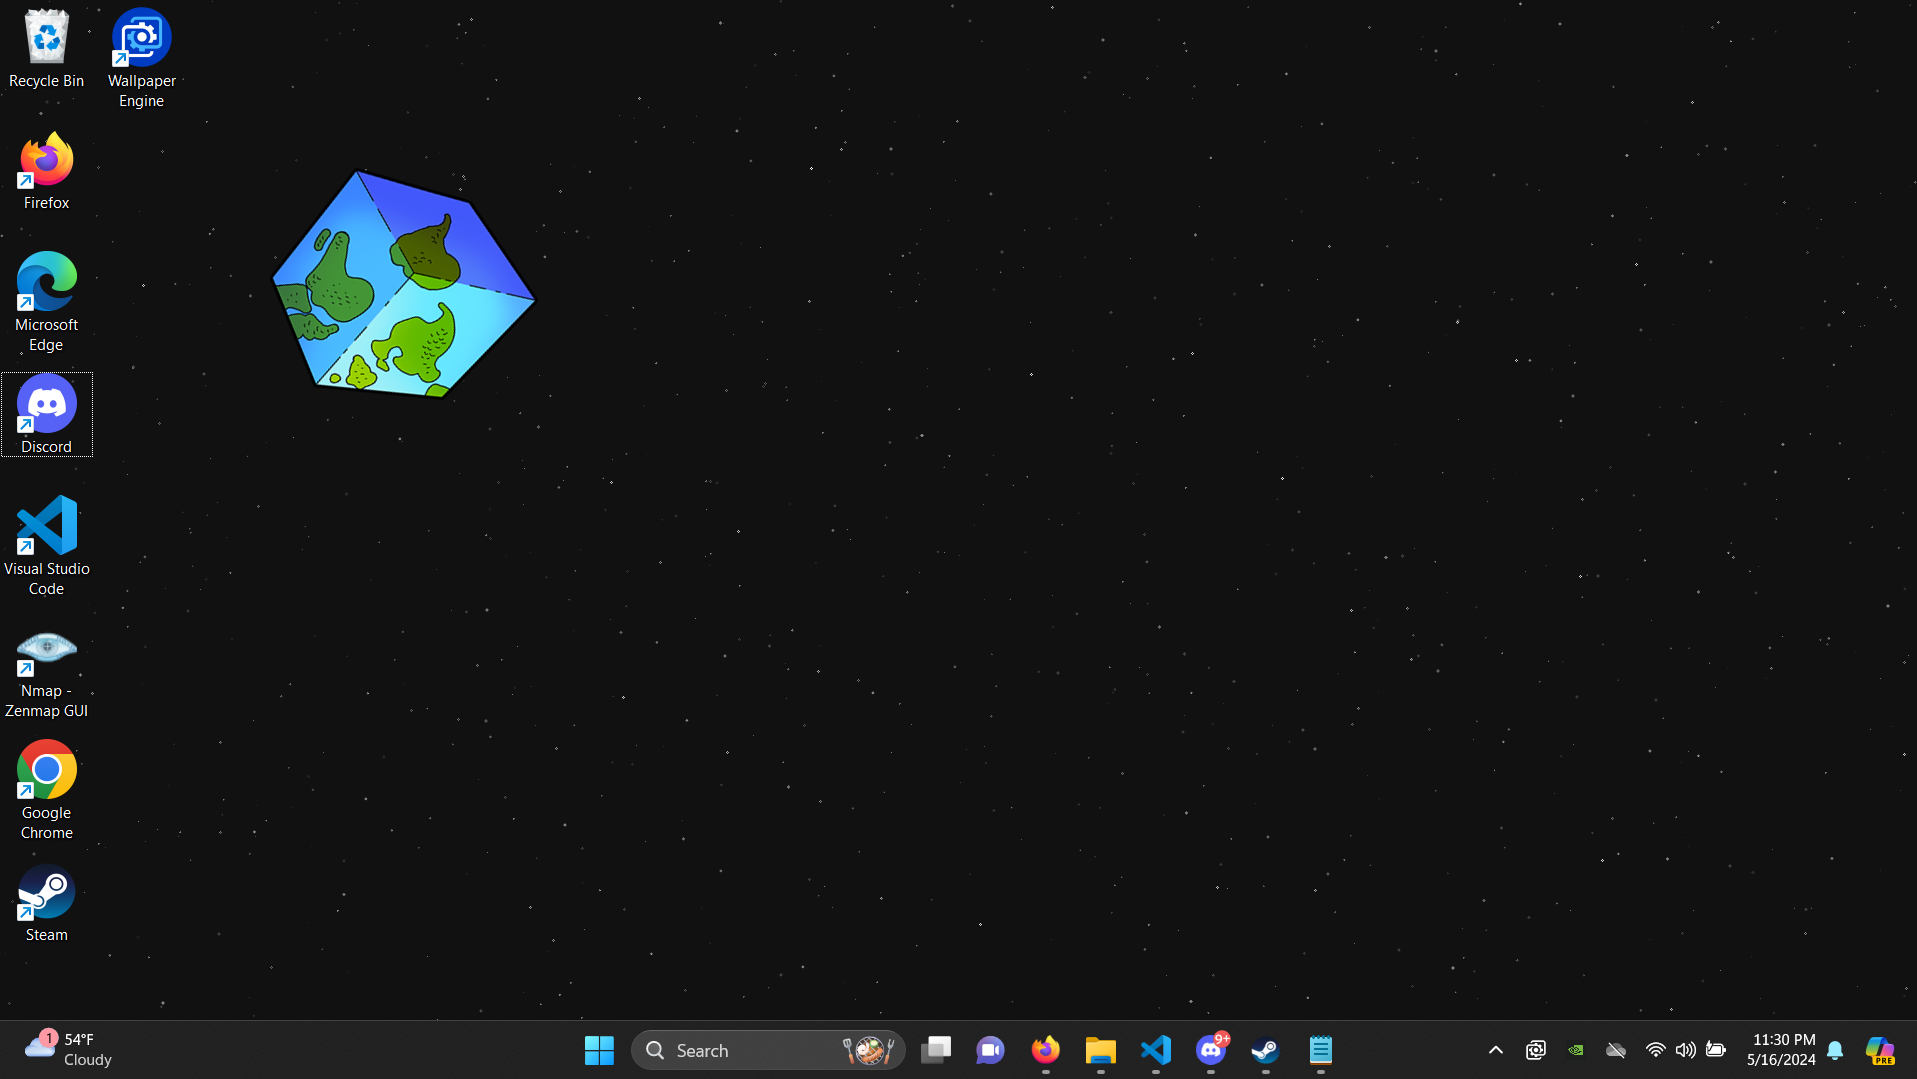 Recycle Bin
Wallpaper
Engine
Firefox
Microsoft
Edge
Discord
Visual Studio
Code
Nmap -
Zenmap GUI
Google
Chrome
Steam
1
54°F
Cloudy
Search
9+
11:30 PM
5/16/2024
PRE